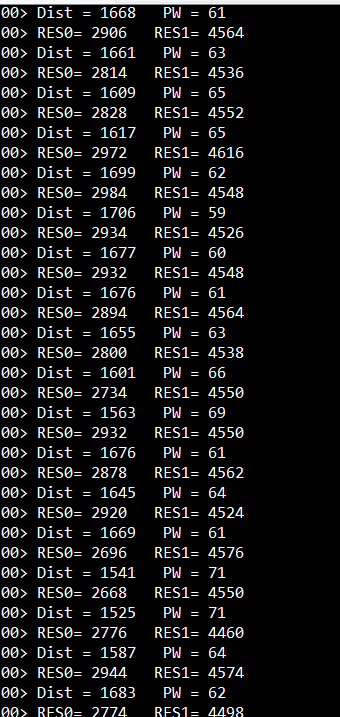 00> Dist = 1668   PW = 61
00> RES0= 2906   RES1= 4564
00> Dist = 1661   PW = 63
00> RES0= 2814   RES1= 4536
00> Dist = 1609   PW = 65
00> RES0= 2828   RES1= 4552
00> Dist = 1617   PW = 65
00> RES0= 2972   RES1= 4616
00> Dist = 1699   PW = 62
00> RES0= 2984   RES1= 4548
00> Dist = 1706   PW = 59
00> RES0= 2934   RES1= 4526
00> Dist = 1677   PW = 60
00> RES0= 2932   RES1= 4548
00> Dist = 1676   PW = 61
00> RES0= 2894   RES1= 4564
00> Dist = 1655   PW = 63
00> RES0= 2800   RES1= 4538
00> Dist = 1601   PW = 66
00> RES0= 2734   RES1= 4550
00> Dist = 1563   PW = 69
00> RES0= 2932   RES1= 4550
00> Dist = 1676   PW = 61
00> RES0= 2878   RES1= 4562
00> Dist = 1645   PW = 64
00> RES0= 2920   RES1= 4524
00> Dist = 1669   PW = 61
00> RES0= 2696   RES1= 4576
00> Dist = 1541   PW = 71
00> RES0= 2668   RES1= 4550
00> Dist = 1525   PW = 71
00> RES0= 2776   RES1= 4460
00> Dist = 1587   PW = 64
00> RES0= 2944   RES1= 4574
00> Dist = 1683   PW = 62
00> RES0= 2774   RES1= 4498